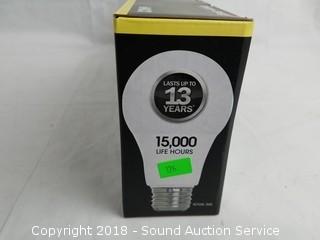 LASTS UP TO
13
YEARS*
15,000
LIFE HOURS
Copyright 2018 - Sound Auction Service